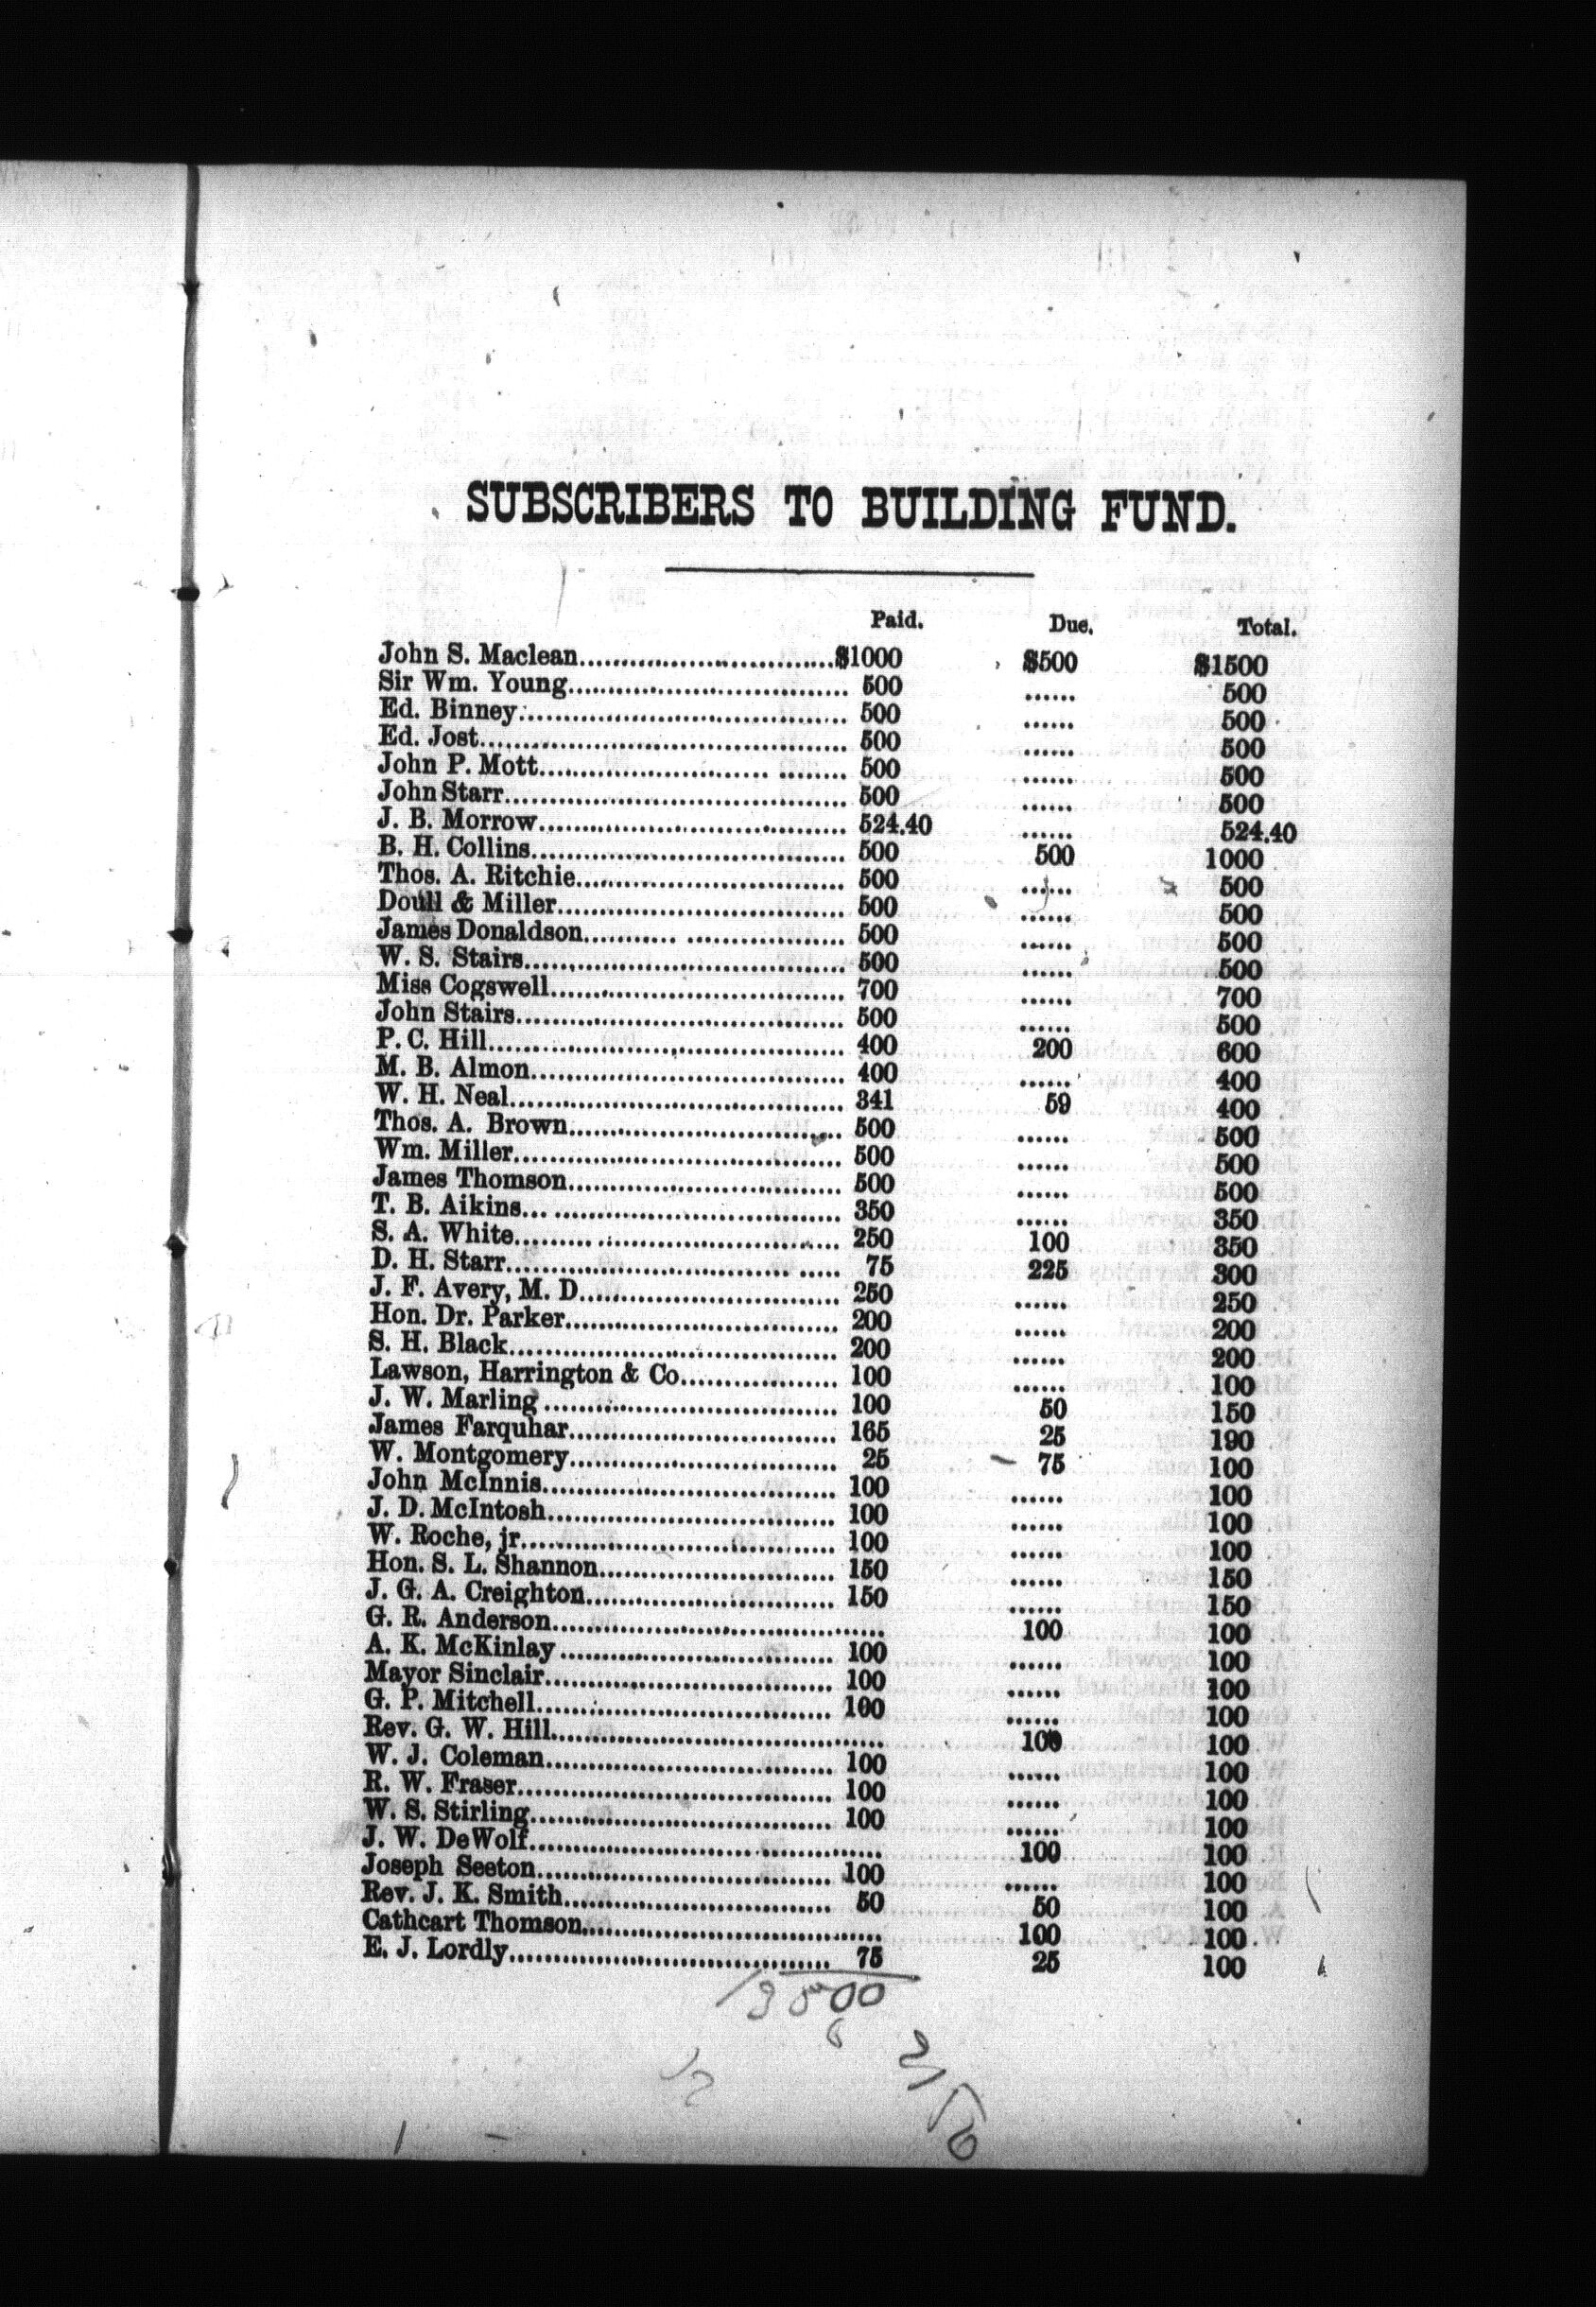 SUBSCRIBERS TO BUILDING FUND.
Paid. Due. Total.
John S. Maclean..............................$1000 $500 $1500
Sir Wm. Young................................. 500 ...... 500
Ed. Binney....................................... 500 ...... 500
Ed. Jost........................................... 500 ...... 500
John P. Mott........................... ........ 500 ...... 500
John Starr........................................ 500 ...... 500
J. B. Morrow.................................... 524.40 ...... 524.40
B. H. Collins..................................... 500 500 1000
Thos. A. Ritchie................................ 500 ...... 500
Doull & Miller.................................. 500 ...... 500
James Donaldson........... ................... 500 ...... 500
W. S. Stairs...................................... 500 ...... 500
Miss Cogswell................................... 700 ...... 700
John Stairs....................................... 500 ...... 500
P. C. Hill.......................................... 400 200 600
M. B. Almon..................................... 400 ...... 400
W. H. Neal....................................... 341 59 400
Thos. A. Brown................................ 500 ...... 500
Wm. Miller....................................... 500 ...... 500
James Thomson................................ 500 ...... 500
T. B. Aikins... .................................. 350 ...... 350
S. A. White...................................... 250 100 350
D. H. Starr.................................. ..... 75 225 300
J. F. Avery, M. D............................... 250 ...... 250
Hon. Dr. Parker................................ 200 ...... 200
S. H. Black....................................... 200 ...... 200
Lawson, Harrington & Co.................. 100 ...... 100
J. W. Marling................................... 100 50 150
James Farquhar................................ 165 25 190
W. Montgomery................................ 25 75 100
John McInnis................................... 100 ...... 100
J. D. McIntosh.................................. 100 ...... 100
W. Roche, jr..................................... 100 ...... 100
Hon. S. L. Shannon............................ 150 ...... 150
J. G. A. Creighton............................. 150 ...... 150
G. R. Anderson....................................... 100 100
A. K. McKinlay................................ 100 ...... 100
Mayor Sinclair.................................. 100 ...... 100
G. P. Mitchell................................... 100 ...... 100
Rev. G. W. Hill....................................... 100 100
W. J. Coleman.................................. 100 ...... 100
R. W. Fraser..................................... 100 ...... 100
W. S. Stirling.................................... 100 ...... 100
J. W. DeWolf.......................................... 100 100
Joseph Seeton................................... 100 ...... 100
Rev. J. K. Smith................................ 50 50 100
Cathcart Thomson.................................... 100 100
E. J. Lordly...................................... 75 25 100